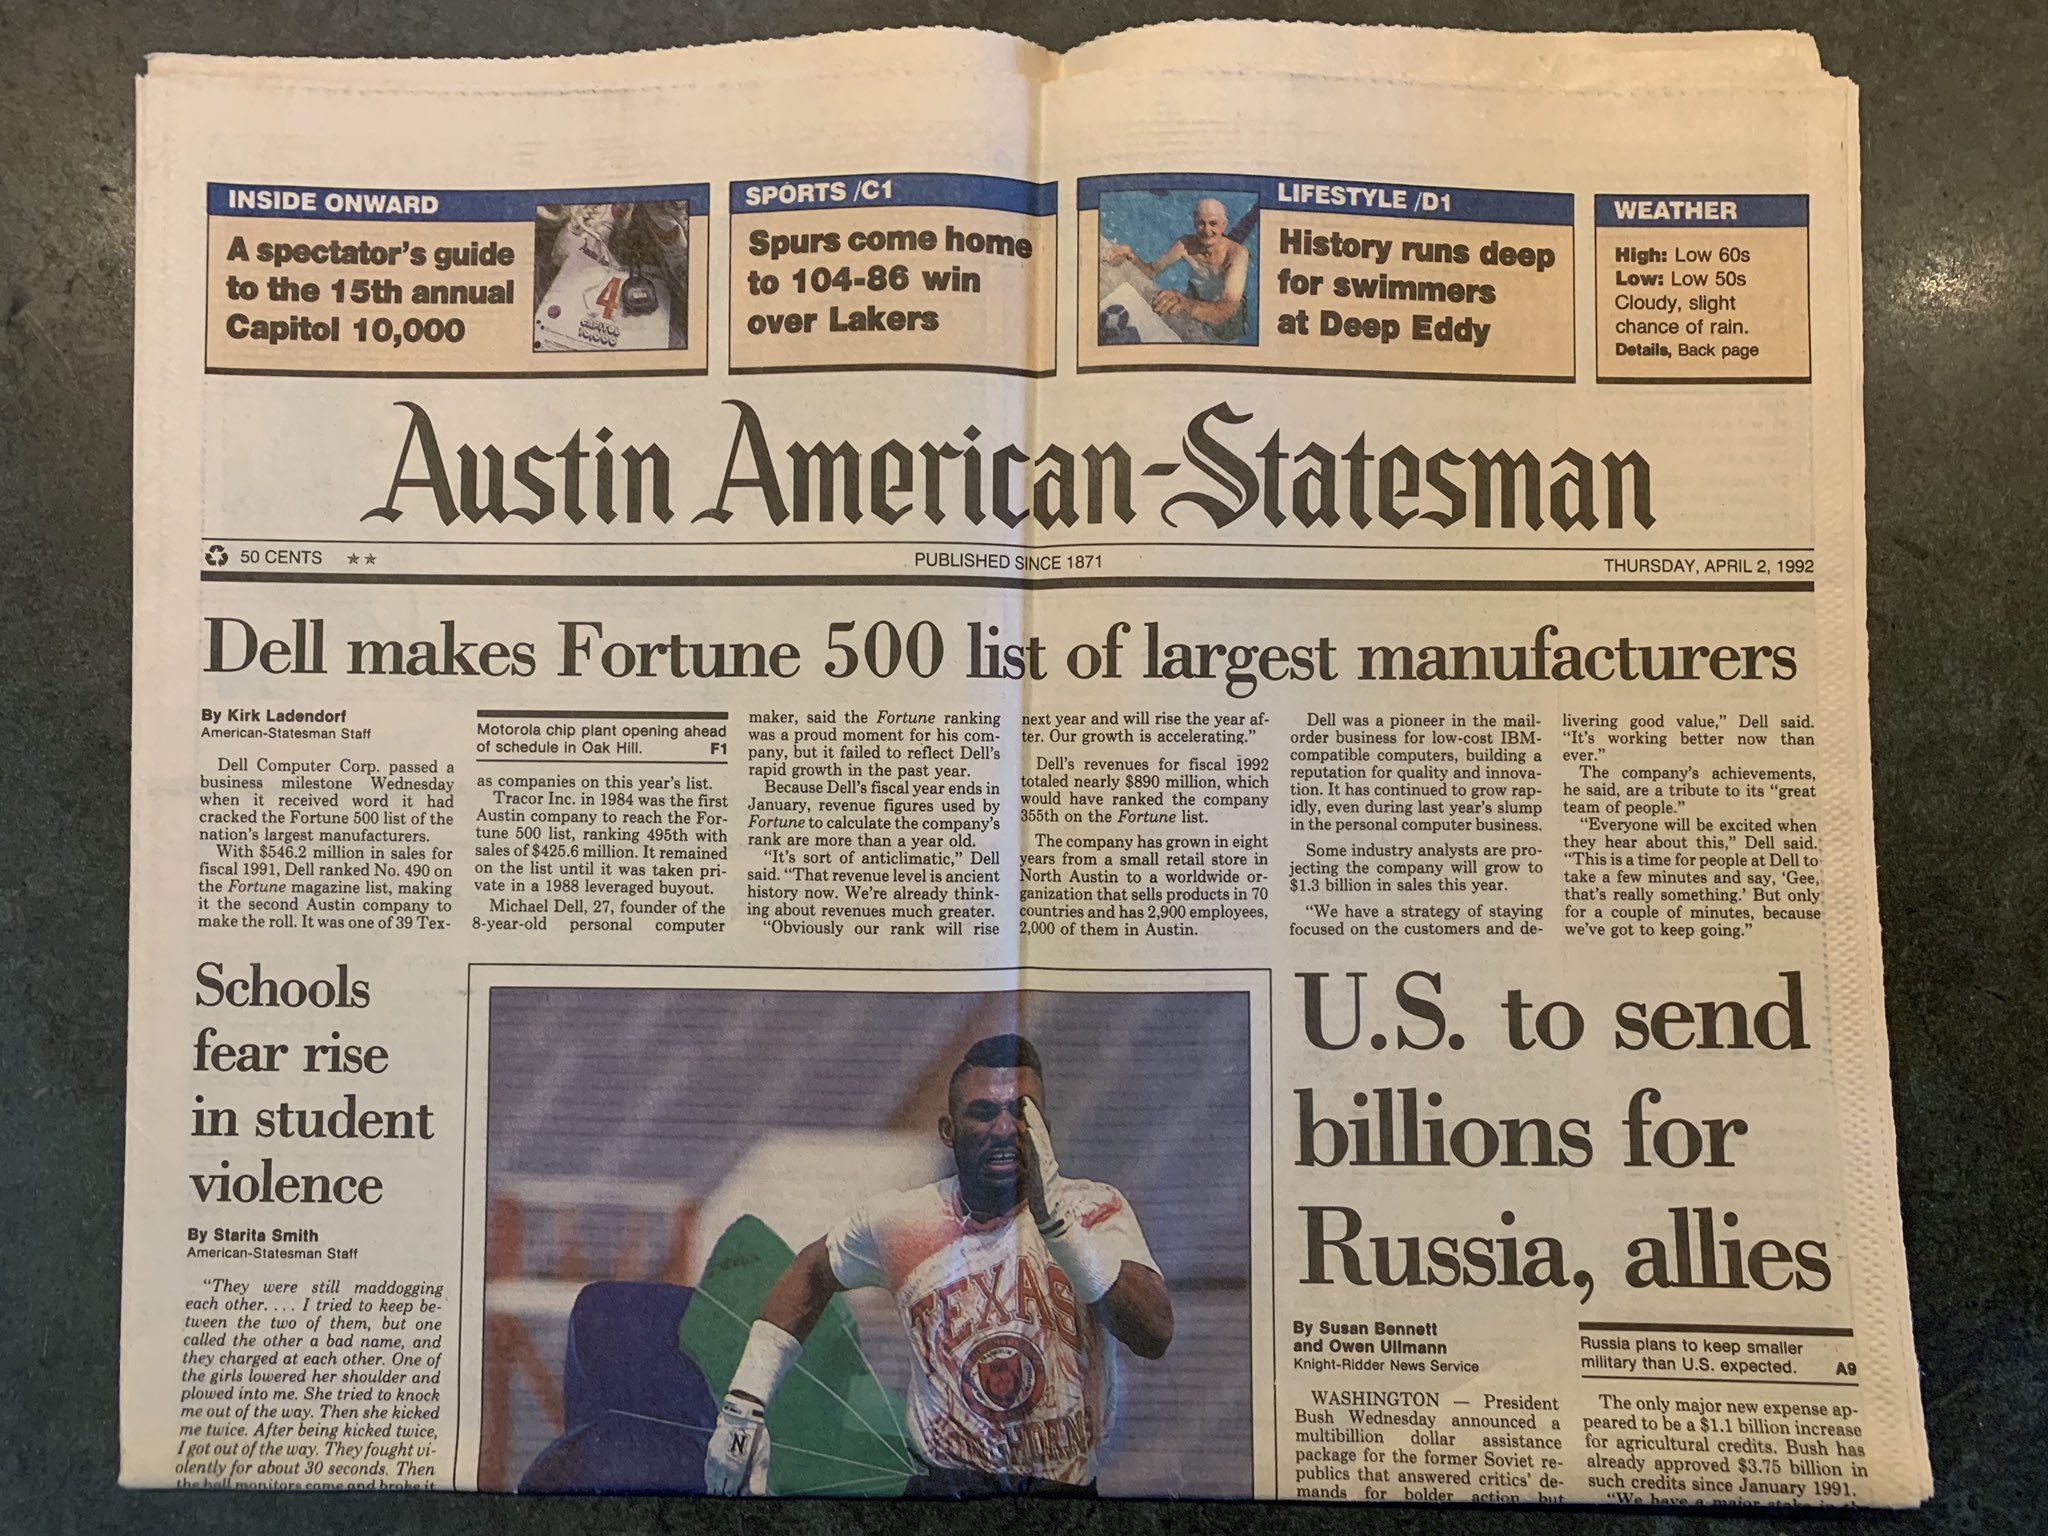 INSIDE ONWARD
A spectator's guide
to the 15th annual
Capitol 10,000
4
CAPITOL
10,000
SPORTS /C1
Spurs come home
to 104-86 win
over Lakers
LIFESTYLE /D1
History runs deep
for swimmers
at Deep Eddy
WEATHER
High: Low 60s
Low: Low 50s
Cloudy, slight
chance of rain.
Details, Back page
Austin American-Statesman
50 CENTS ★★
PUBLISHED SINCE 1871
THURSDAY, APRIL 2, 1992
Dell makes Fortune 500 list of largest manufacturers
By Kirk Ladendorf
American-Statesman Staff
Dell Computer Corp. passed a
business milestone Wednesday
when it received word it had
cracked the Fortune 500 list of the
nation's largest manufacturers.
With $546.2 million in sales for
fiscal 1991, Dell ranked No. 490 on
the Fortune magazine list, making
it the second Austin company to
make the roll. It was one of 39 Tex-
Motorola chip plant opening ahead
of schedule in Oak Hill. F1
as companies on this year's list.
Tracor Inc. in 1984 was the first
Austin company to reach the For-
tune 500 list, ranking 495th with
sales of $425.6 million. It remained
on the list until it was taken pri-
vate in a 1988 leveraged buyout.
Michael Dell, 27, founder of the
8-year-old personal computer
maker, said the Fortune ranking
was a proud moment for his com-
pany, but it failed to reflect Dell's
rapid growth in the past year.
Because Dell's fiscal year ends in
January, revenue figures used by
Fortune to calculate the company's
rank are more than a year old.
"It's sort of anticlimatic," Dell
said. "That revenue level is ancient
history now. We're already think-
ing about revenues much greater.
"Obviously our rank will rise
next year and will rise the year af-
ter. Our growth is accelerating."
Dell's revenues for fiscal 1992
totaled nearly $890 million, which
would have ranked the company
355th on the Fortune list.
The company has grown in eight
years from a small retail store in
North Austin to a worldwide or-
ganization that sells products in 70
countries and has 2,900 employees,
2,000 of them in Austin.
Dell was a pioneer in the mail-
order business for low-cost IBM-
compatible computers, building a
reputation for quality and innova-
tion. It has continued to grow rap-
idly, even during last year's slump
in the personal computer business.
Some industry analysts are pro-
jecting the company will grow to
$1.3 billion in sales this year.
"We have a strategy of staying
focused on the customers and de-
livering good value," Dell said.
"It's working better now than
ever."
The company's achievements,
he said, are a tribute to its "great
team of people."
"Everyone will be excited when
they hear about this," Dell said.
"This is a time for people at Dell to
take a few minutes and say, 'Gee,
that's really something.' But only
for a couple of minutes, because
we've got to keep going."
Schools
fear rise
in student
violence
By Starita Smith
American-Statesman Staff
"They were still maddogging
each other. . . . I tried to keep be-
tween the two of them, but one
called the other a bad name, and
they charged at each other. One of
the girls lowered her shoulder and
plowed into me. She tried to knock
me out of the way. Then she kicked
me twice. After being kicked twice,
I got out of the way. They fought vi-
olently for about 30 seconds. Then
the hall monitors came and broke it
TEXAS
N
U.S. to send
billions for
Russia, allies
By Susan Bennett
and Owen Ullmann
Knight-Ridder News Service
WASHINGTON — President
Bush Wednesday announced a
multibillion dollar assistance
package for the former Soviet re-
publics that answered critics' de-
mands for bolder action but
Russia plans to keep smaller
military than U.S. expected. A9
The only major new expense ap-
peared to be a $1.1 billion increase
for agricultural credits. Bush has
already approved $3.75 billion in
such credits since January 1991.
"We have a major stake in the